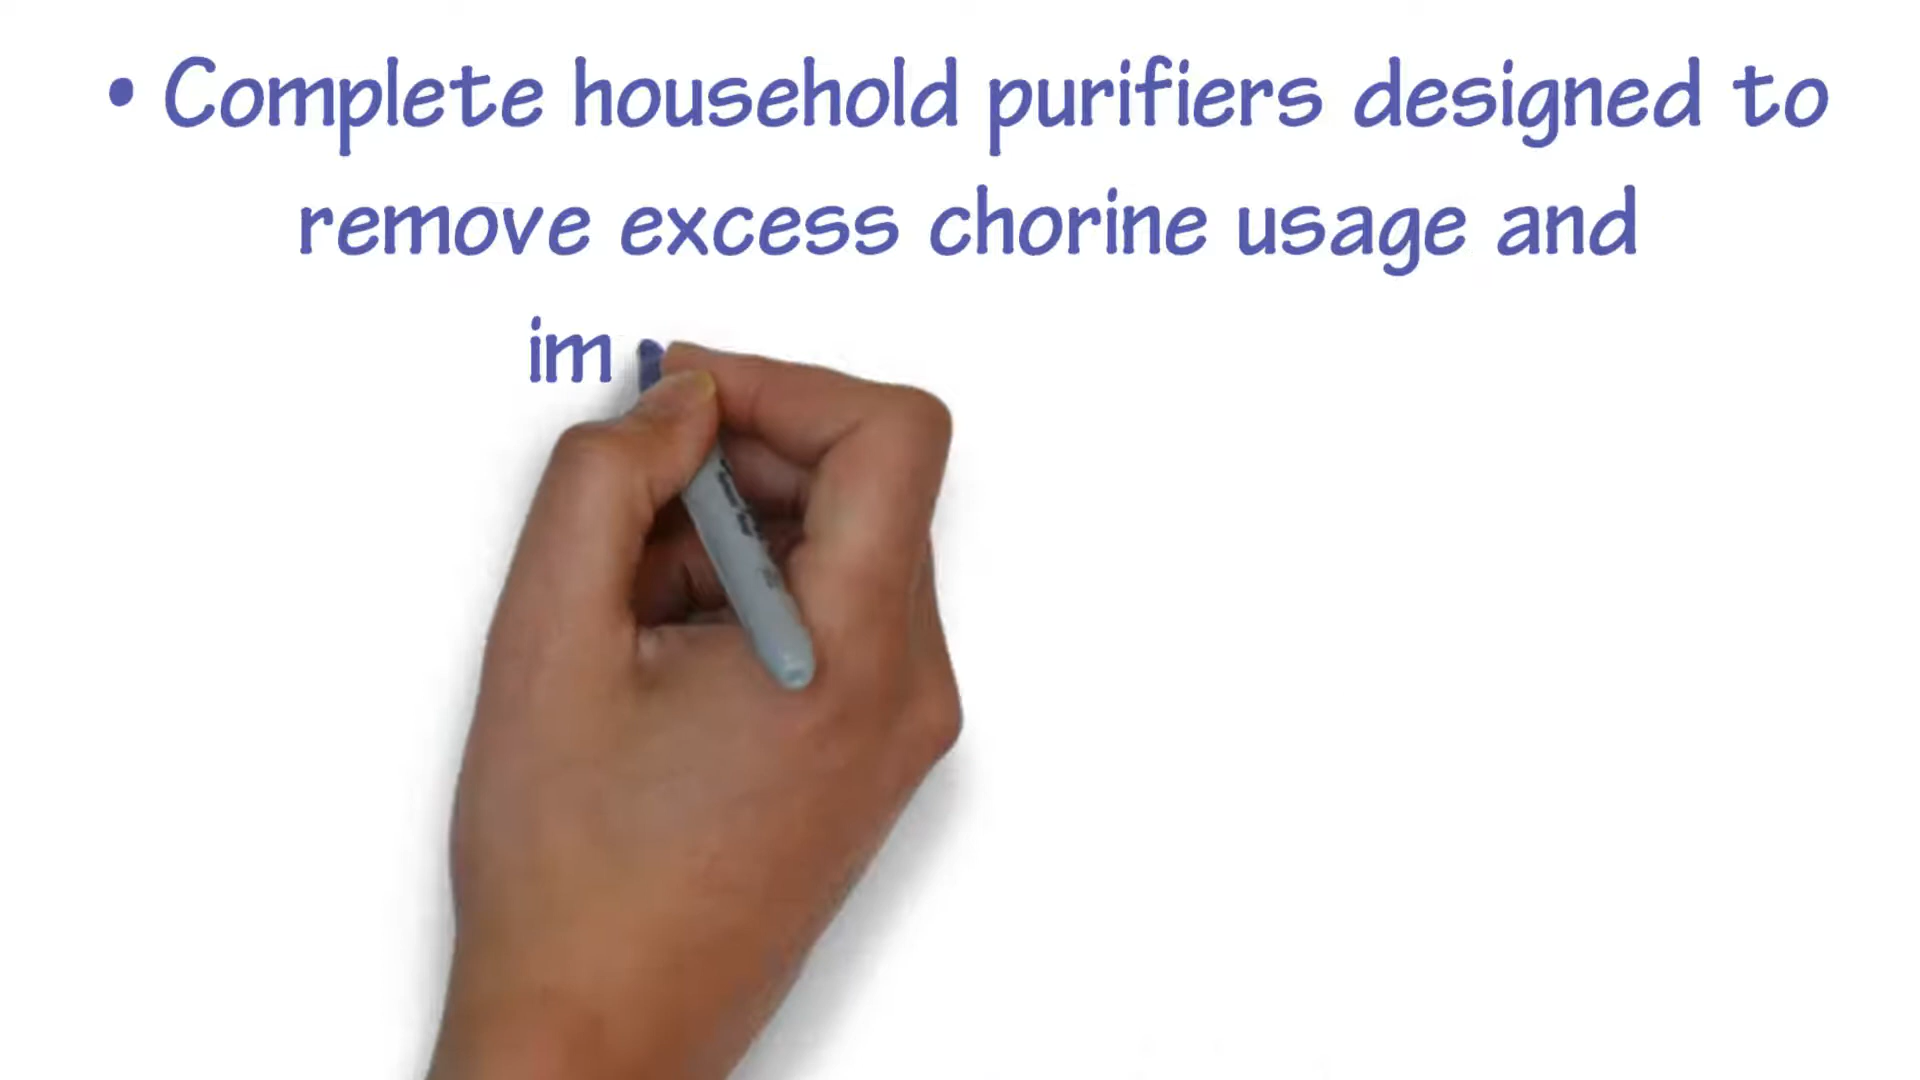 • Complete household purifiers designed to
remove excess chorine usage and
im